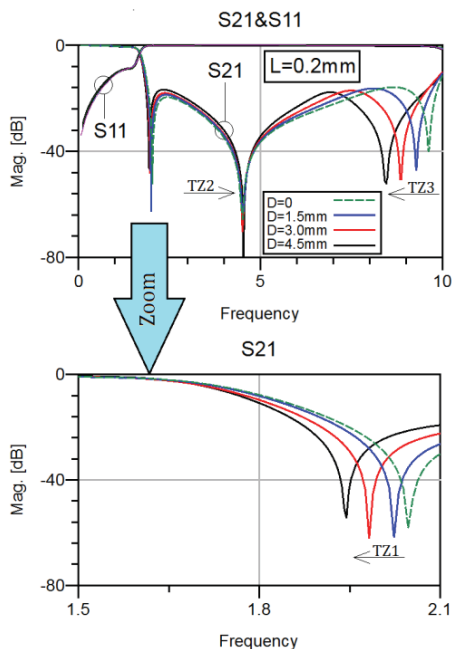 S21&S11
0
L=0.2mm
S21
S11
Mag. [dB]
-40
TZ2
TZ3
D=0
D=1.5mm
D=3.0mm
D=4.5mm
-80
0
5
10
Frequency
Zoom
S21
0
Mag. [dB]
-40
TZ1
-80
1.5
1.8
2.1
Frequency